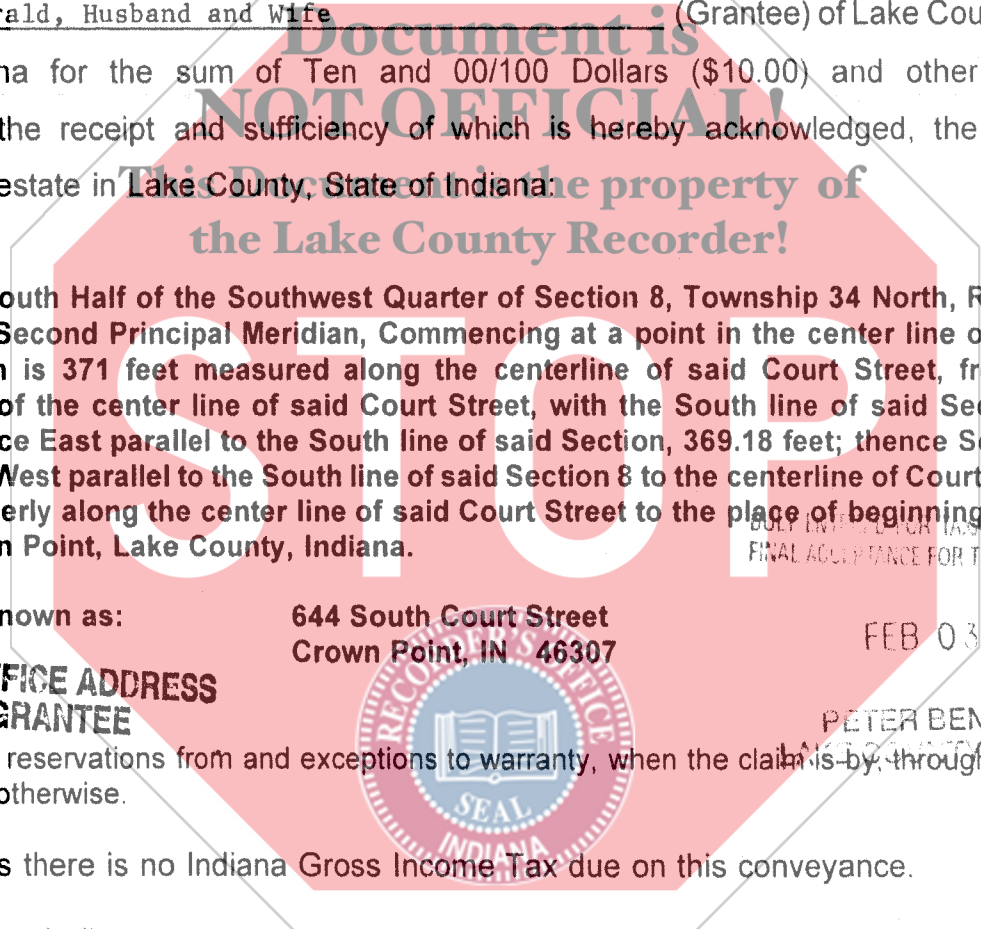 rald, Husband and Wife (Grantee) of Lake Cou
Document is
na for the sum of Ten and 00/100 Dollars ($10.00) and other
NOT OFFICIAL!
the receipt and sufficiency of which is hereby acknowledged, the
estate in Lake County, State of Indiana:
This Document is the property of
the Lake County Recorder!
outh Half of the Southwest Quarter of Section 8, Township 34 North, R
Second Principal Meridian, Commencing at a point in the center line o
n is 371 feet measured along the centerline of said Court Street, fr
of the center line of said Court Street, with the South line of said Se
ce East parallel to the South line of said Section, 369.18 feet; thence S
West parallel to the South line of said Section 8 to the centerline of Court
erly along the center line of said Court Street to the place of beginning
n Point, Lake County, Indiana.
FINAL ACCEPTANCE FOR T
STOP
nown as: 644 South Court Street
Crown Point, IN 46307
FEB 03
FICE ADDRESS
GRANTEE
PETER BEN
reservations from and exceptions to warranty, when the claim is by, through
otherwise.
s there is no Indiana Gross Income Tax due on this conveyance.
RECORDER'S OFFICE
SEAL
INDIANA